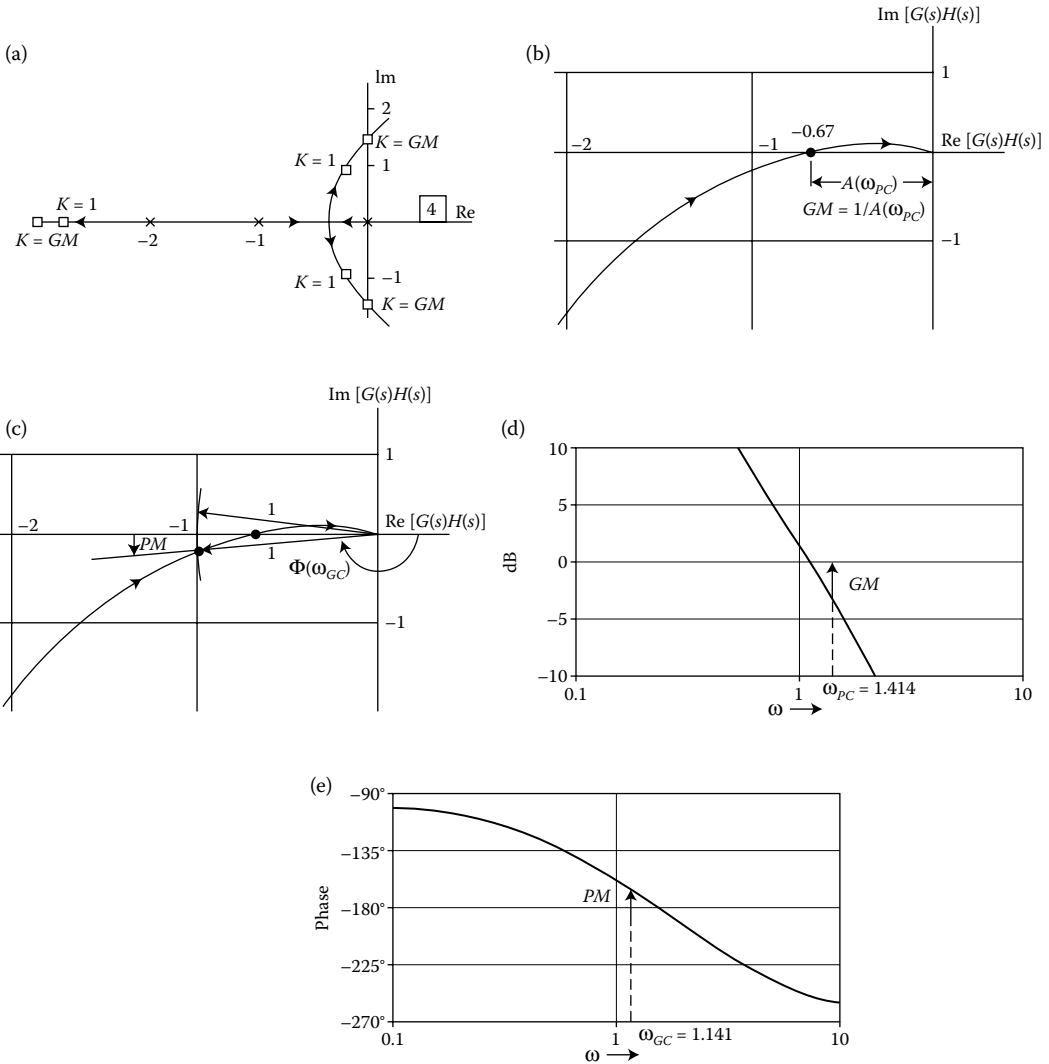 (a)
Im
2
K = GM
K = 1
1
K = 1
4
Re
K = GM
−2
−1
−1
K = 1
K = GM
(b)
Im [G(s)H(s)]
1
−0.67
−2
−1
Re [G(s)H(s)]
A(ωPC)
GM = 1/A(ωPC)
−1
(c)
Im [G(s)H(s)]
1
−2
−1
1
Re [G(s)H(s)]
PM
1
Φ(ωGC)
−1
(d)
10
5
0
−5
−10
dB
GM
0.1
1
10
ωPC = 1.414
ω
(e)
−90°
−135°
−180°
−225°
−270°
Phase
PM
0.1
1
10
ωGC = 1.141
ω